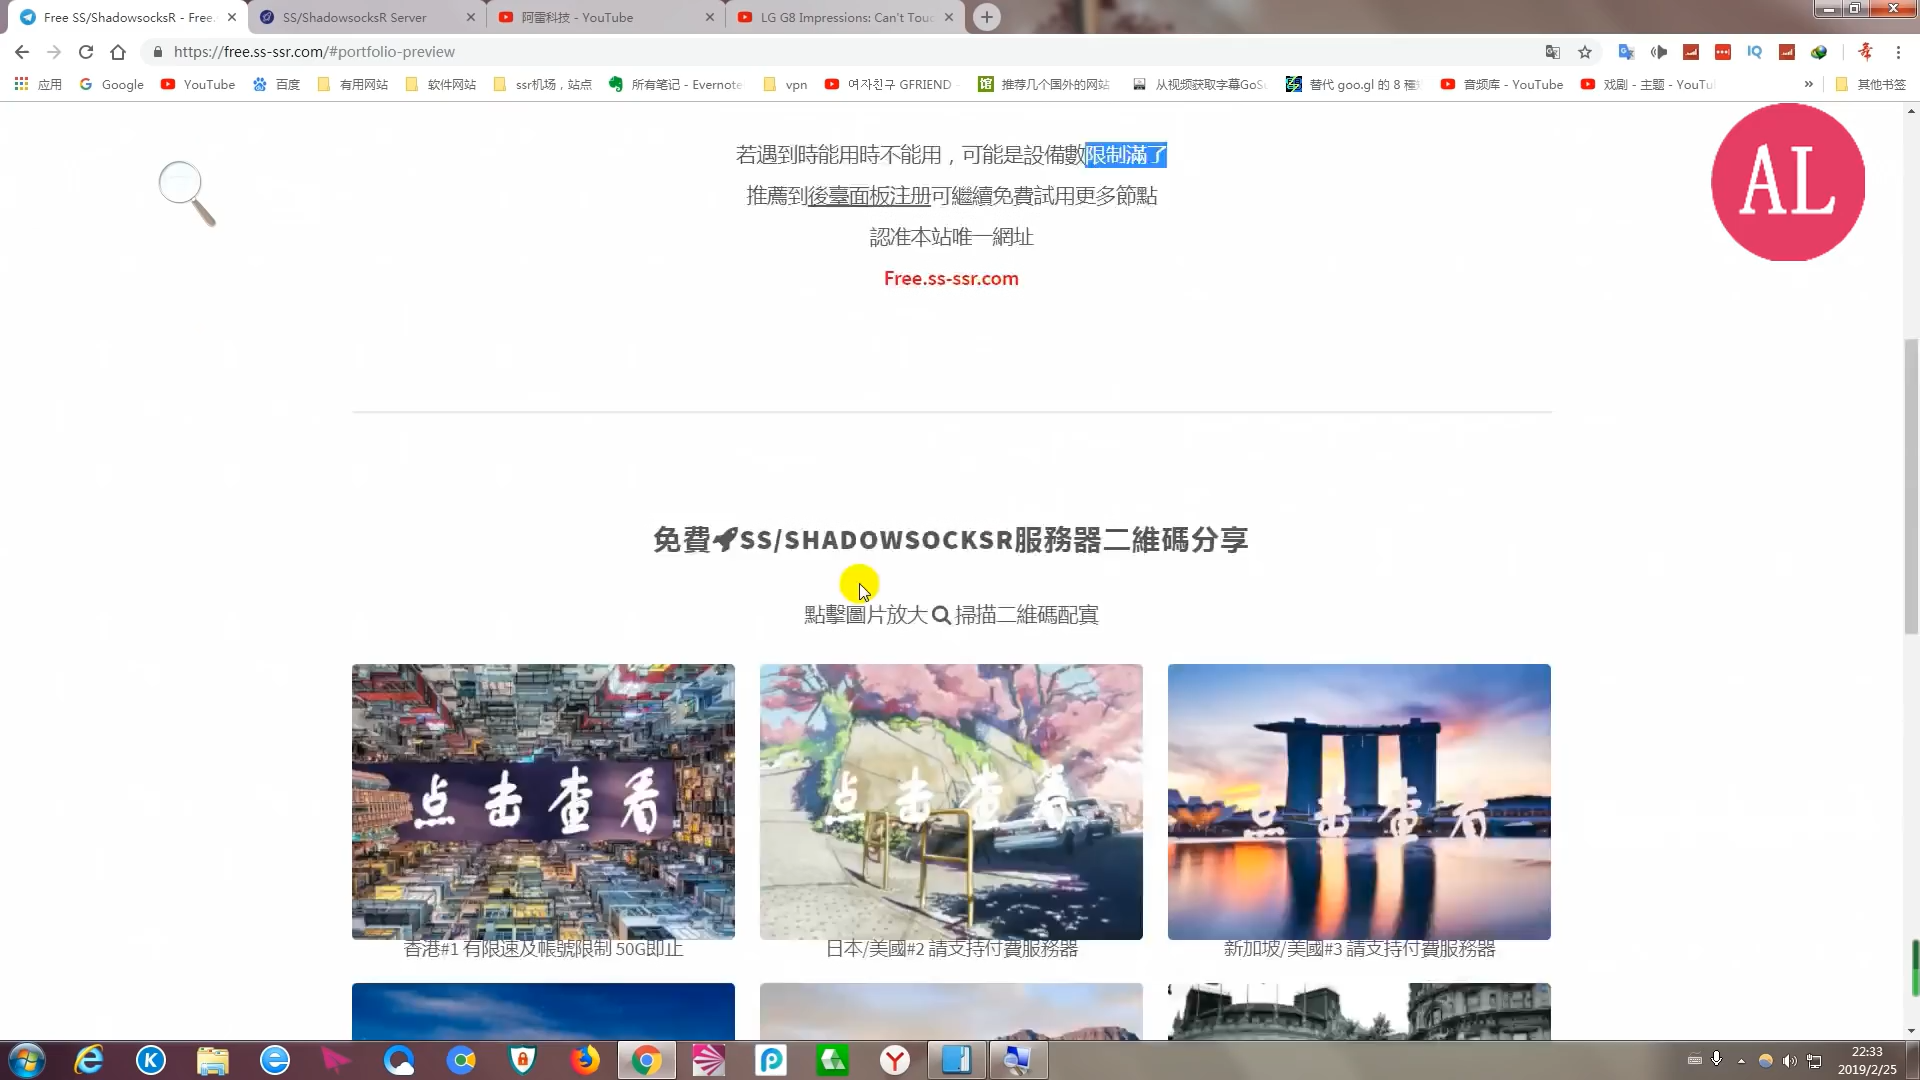 Free SS/ShadowsocksR - Free.
SS/ShadowsocksR Server
阿雷科技 - YouTube
LG G8 Impressions: Can't Touc
https://free.ss-ssr.com/#portfolio-preview
应用
Google
YouTube
百度
有用网站
软件网站
ssr机场，站点
所有笔记 - Evernote
vpn
여자친구 GFRIEND
推荐几个国外的网站
从视频获取字幕GoSu
替代 goo.gl 的 8 種
音频库 - YouTube
戏剧 - 主题 - YouTu
»
其他书签
若遇到時能用時不能用，可能是設備數限制滿了
AL
推薦到後臺面板注册可繼續免費試用更多節點
認准本站唯一網址
Free.ss-ssr.com
免費SS/SHADOWSOCKSR服務器二維碼分享
點擊圖片放大 掃描二維碼配寘
点击查看
点击查看
点击查看
香港#1 有限速及帳號限制 50G即止
日本/美國#2 請支持付費服務器
新加坡/美國#3 請支持付費服務器
22:33
2019/2/25